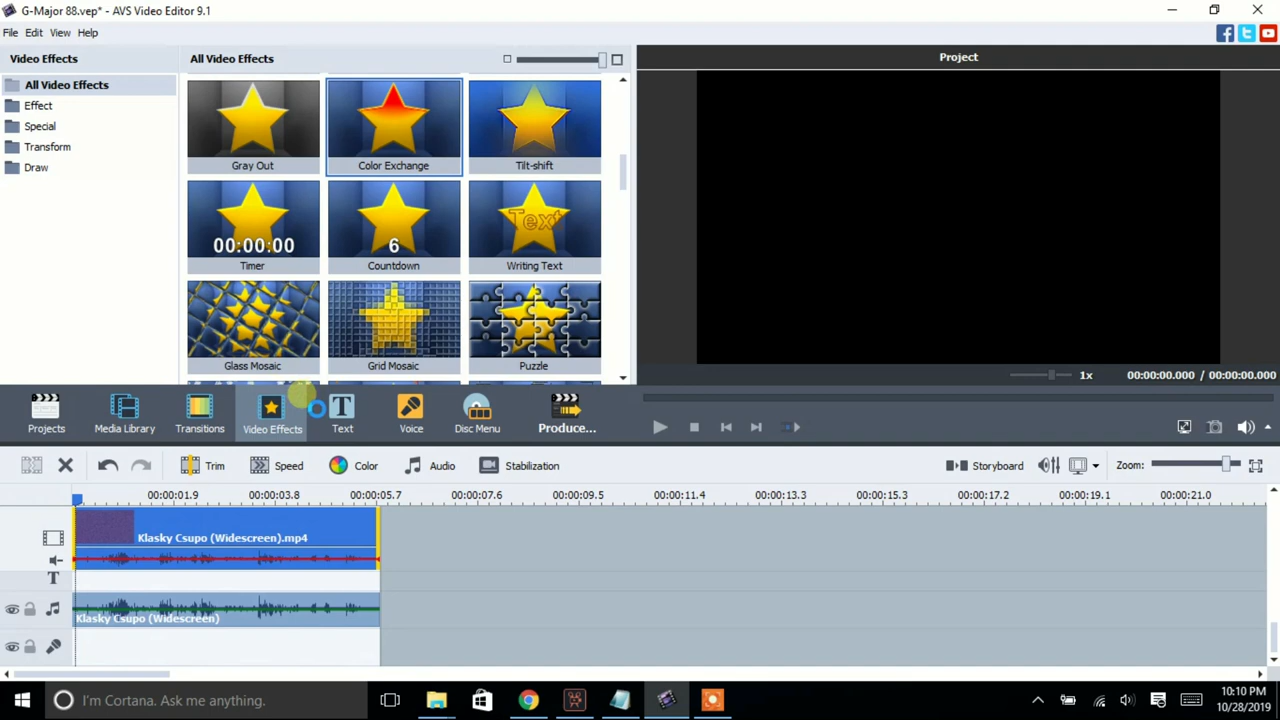 G-Major 88.vep* - AVS Video Editor 9.1
File Edit View Help
Video Effects
All Video Effects
Project
All Video Effects
Effect
Special
Transform
Draw
Gray Out
Color Exchange
Tilt-shift
00:00:00
6
Text
Timer
Countdown
Writing Text
Glass Mosaic
Grid Mosaic
Puzzle
1x
00:00:00.000 / 00:00:00.000
Projects
Media Library
Transitions
Video Effects
T
Text
Voice
Disc Menu
Produce...
Trim
Speed
Color
Audio
Stabilization
Storyboard
Zoom:
00:00:01.9
00:00:03.8
00:00:05.7
00:00:07.6
00:00:09.5
00:00:11.4
00:00:13.3
00:00:15.3
00:00:17.2
00:00:19.1
00:00:21.0
Klasky Csupo (Widescreen).mp4
T
Klasky Csupo (Widescreen)
I'm Cortana. Ask me anything.
10:10 PM
10/28/2019